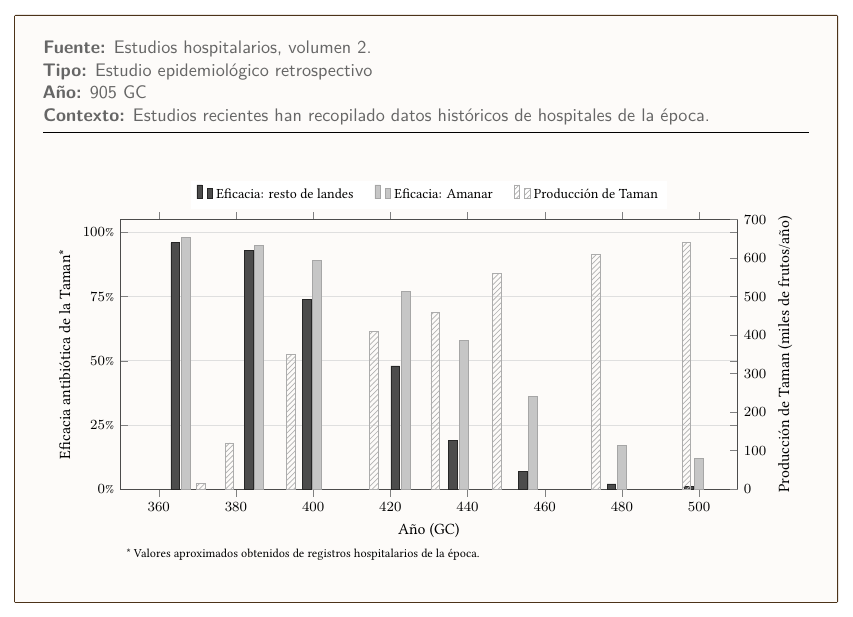 Fuente: Estudios hospitalarios, volumen 2.
Tipo: Estudio epidemiológico retrospectivo
Año: 905 GC
Contexto: Estudios recientes han recopilado datos históricos de hospitales de la época.
Eficacia: resto de landes Eficacia: Amanar Producción de Taman
Eficacia antibiótica de la Taman*
100%
75%
50%
25%
0%
700
600
500
400
300
200
100
0
Producción de Taman (miles de frutos/año)
360 380 400 420 440 460 480 500
Año (GC)
* Valores aproximados obtenidos de registros hospitalarios de la época.